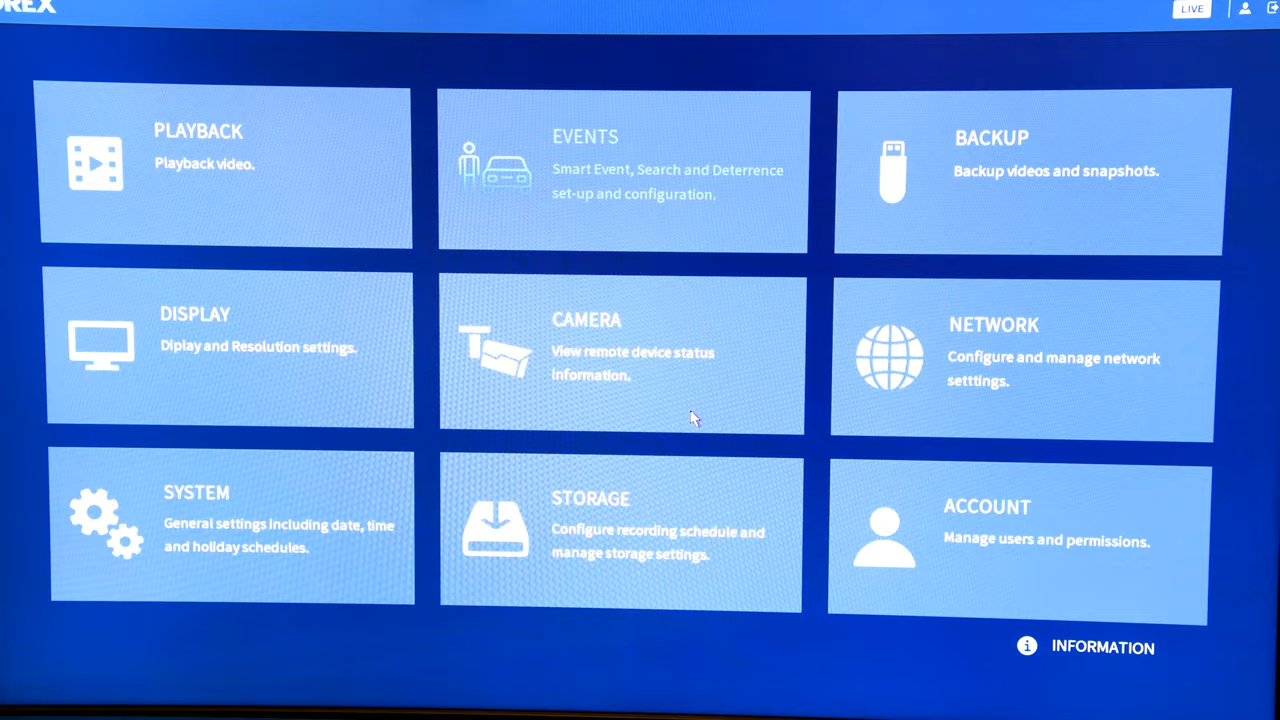 OREX
LIVE
PLAYBACK
Playback video.
EVENTS
Smart Event, Search and Deterrence
set-up and configuration.
BACKUP
Backup videos and snapshots.
DISPLAY
Diplay and Resolution settings.
CAMERA
View remote device status
information.
NETWORK
Configure and manage network
setttings.
SYSTEM
General settings including date, time
and holiday schedules.
STORAGE
Configure recording schedule and
manage storage settings.
ACCOUNT
Manage users and permissions.
i INFORMATION